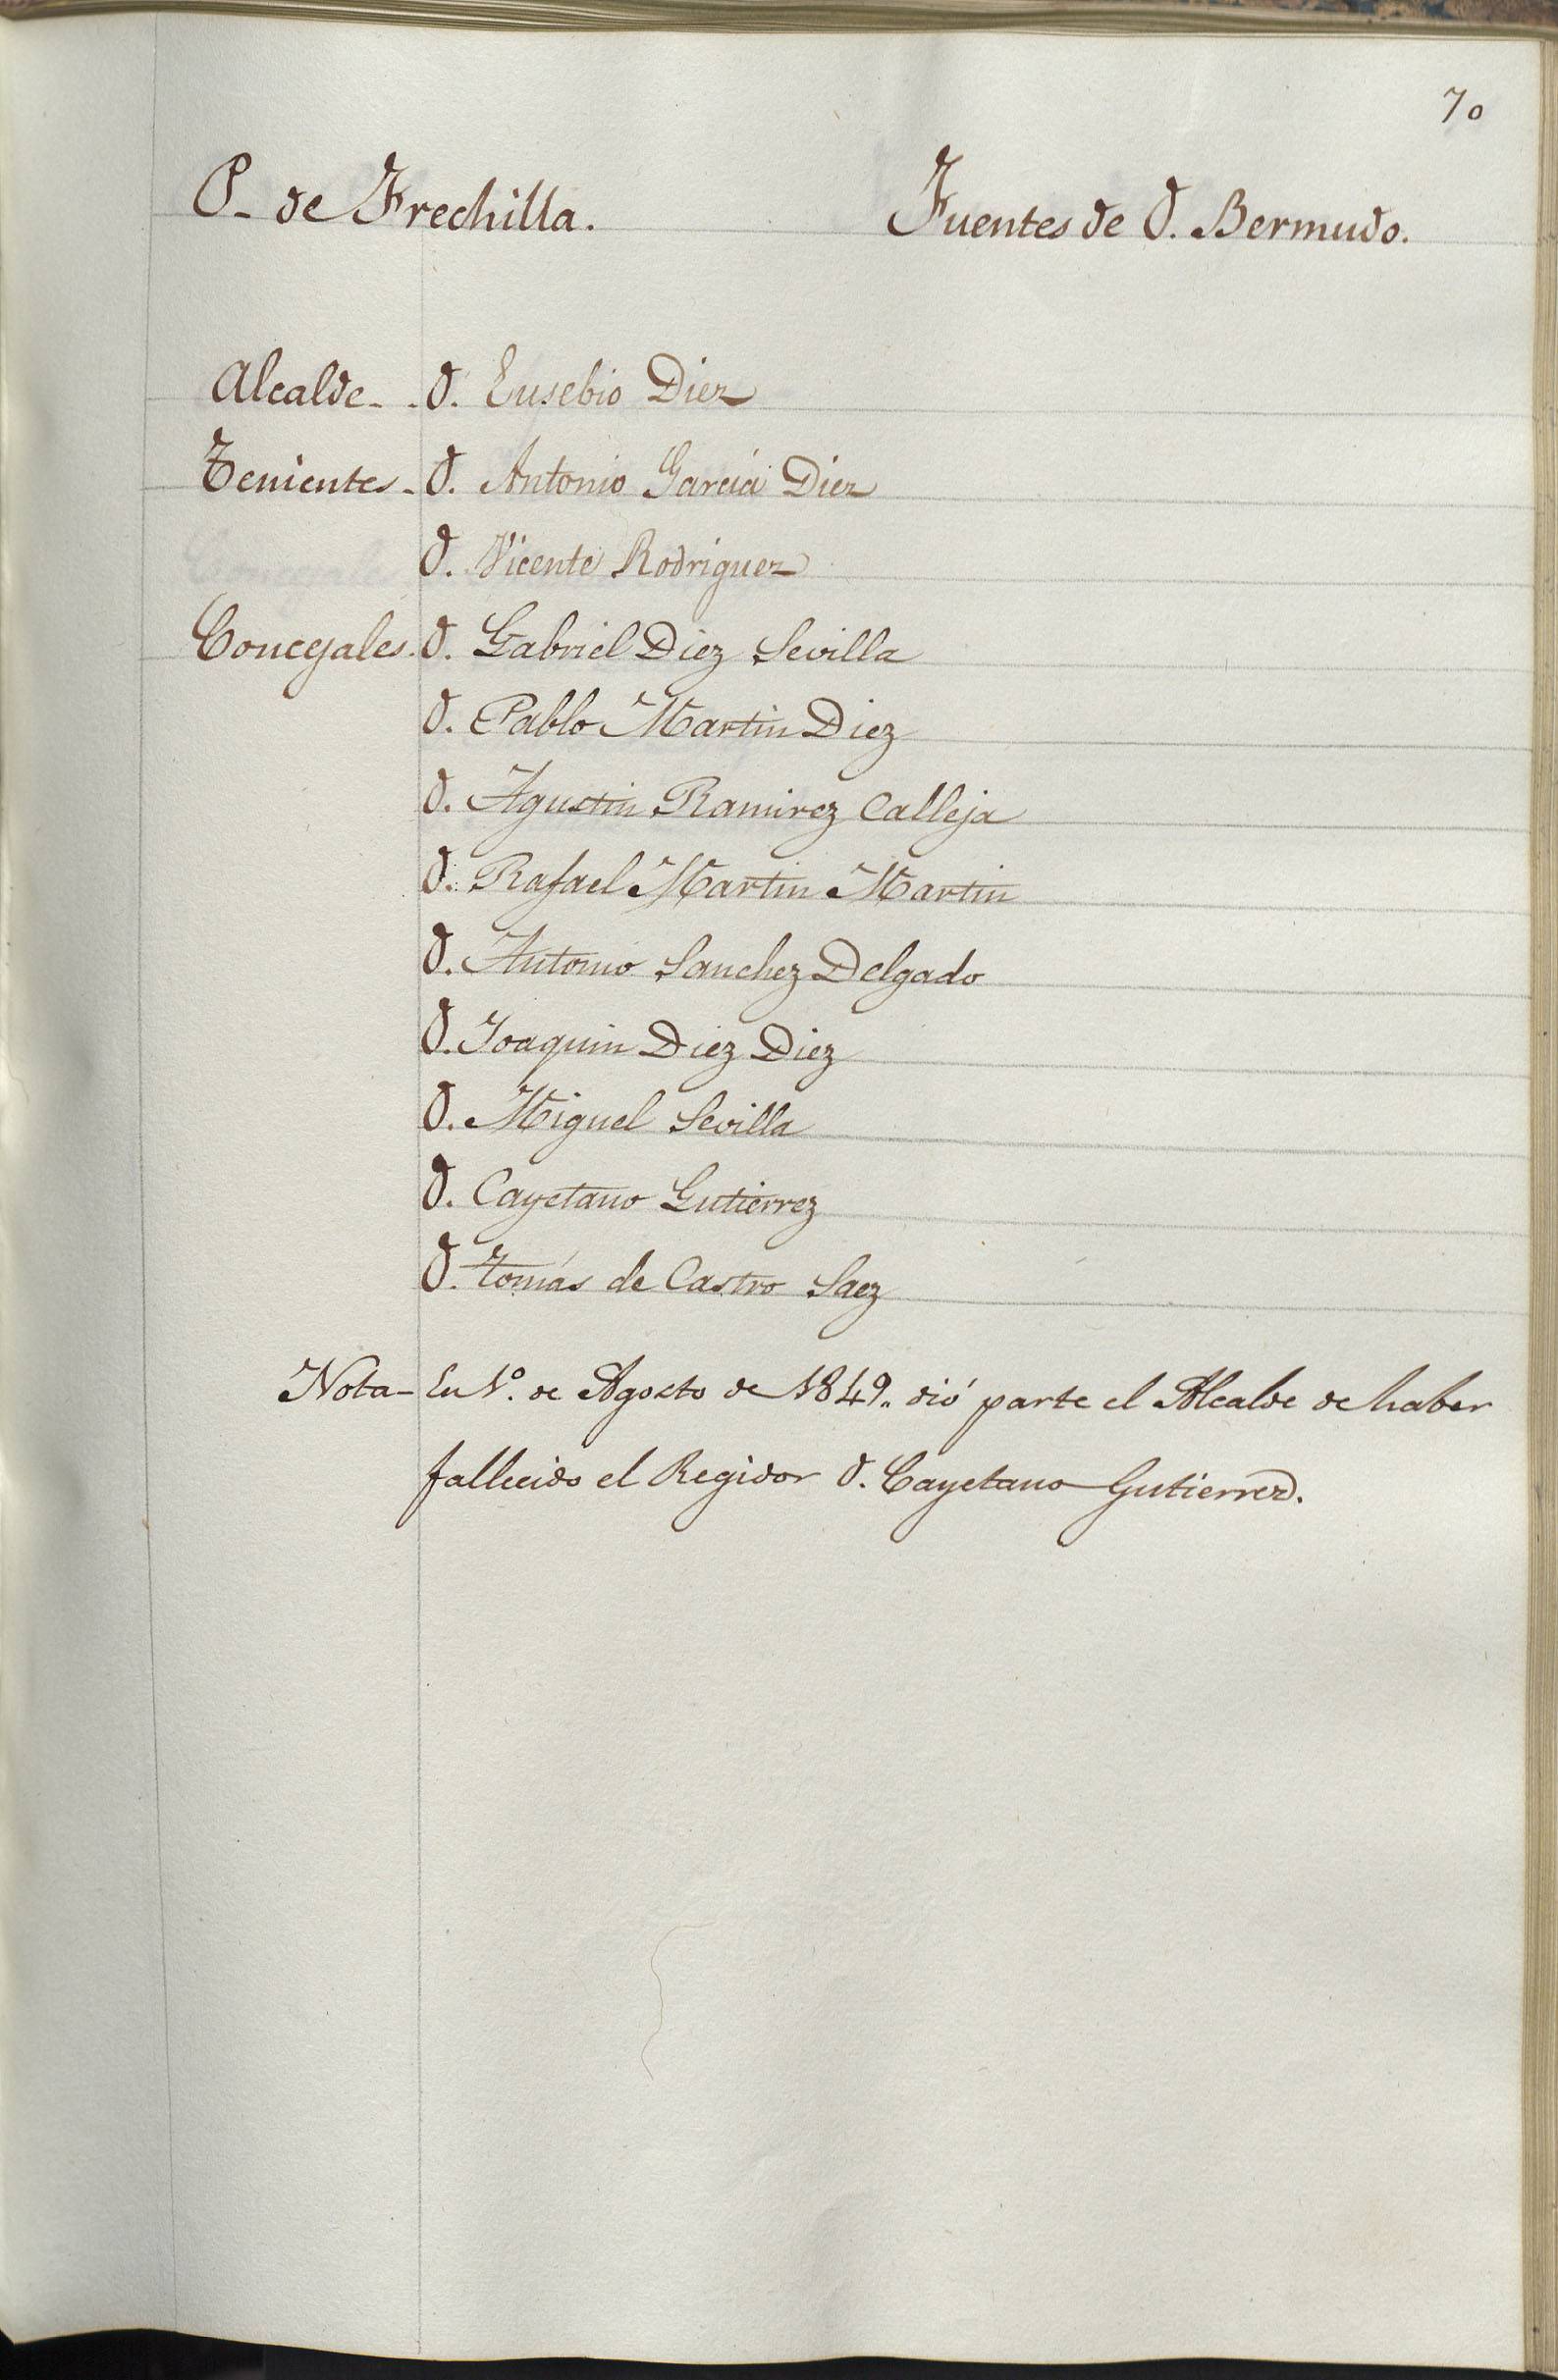 70
P. de Frechilla. Fuentes de D. Bermudo.
Alcalde - D. Eusebio Diez
Tenientes - D. Antonio García Diez
D. Vicente Rodriguez
Concejales. D. Gabriel Diez Sevilla
D. Pablo Martin Diez
D. Agustin Ramirez Calleja
D. Rafael Martin Martin
D. Antonio Sanchez Delgado
D. Joaquin Diez Diez
D. Miguel Sevilla
D. Cayetano Gutierrez
D. Tomás de Castro Saez
Nota - En 1º. de Agosto de 1849. dió parte el Alcalde de haber
fallecido el Regidor D. Cayetano Gutierrez.